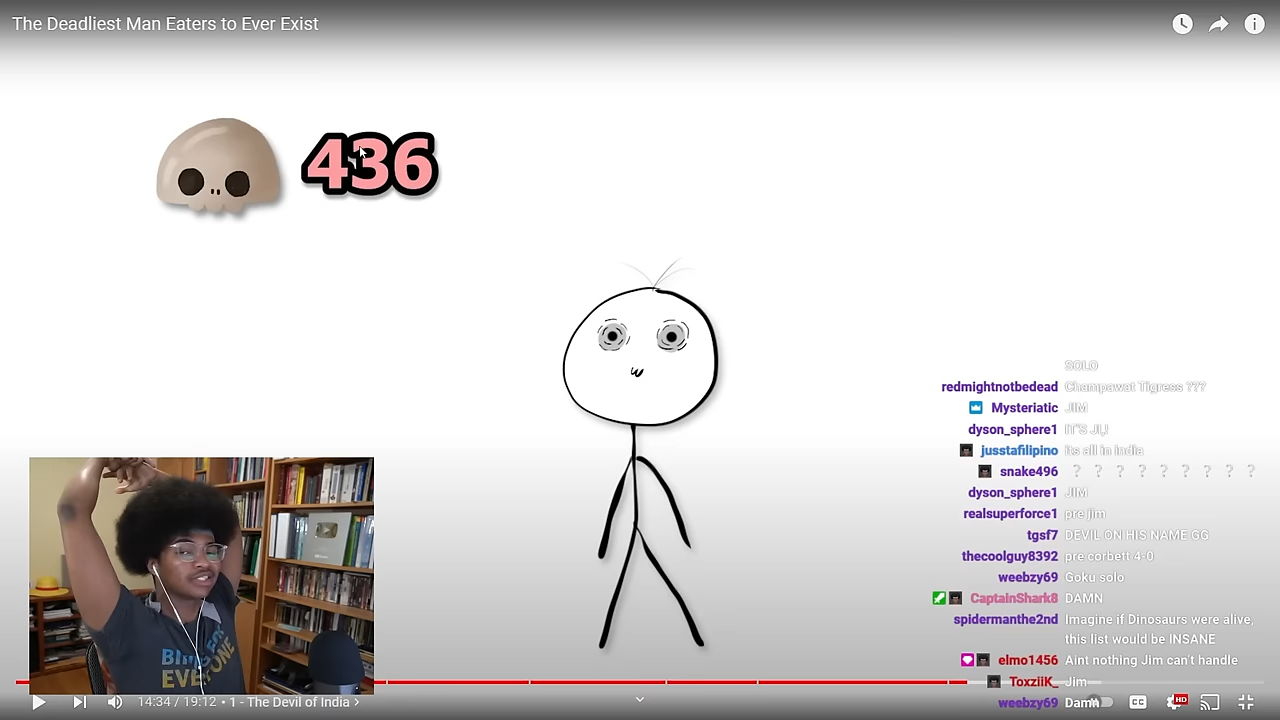 The Deadliest Man Eaters to Ever Exist
436
SOLO
redmightnotbedead Champawat Tigress ???
Mysteriatic JIM
dyson_sphere1
jusstafilipino its all in india
snake496 ? ? ? ? ? ? ? ? ?
dyson_sphere1 JIM
realsuperforce1 pre jim
tgsf7 DEVIL ON HIS NAME GG
thecoolguy8392 pre corbett 4-0
weebzy69 Goku solo
CaptainShark8 DAMN
spidermanthe2nd Imagine if Dinosaurs were alive,
this list would be INSANE
elmo1456 Aint nothing Jim can't handle
ToxziiK_ Jim
weebzy69 Damn
14:34 / 19:12 • 1 - The Devil of India >
CC
HD